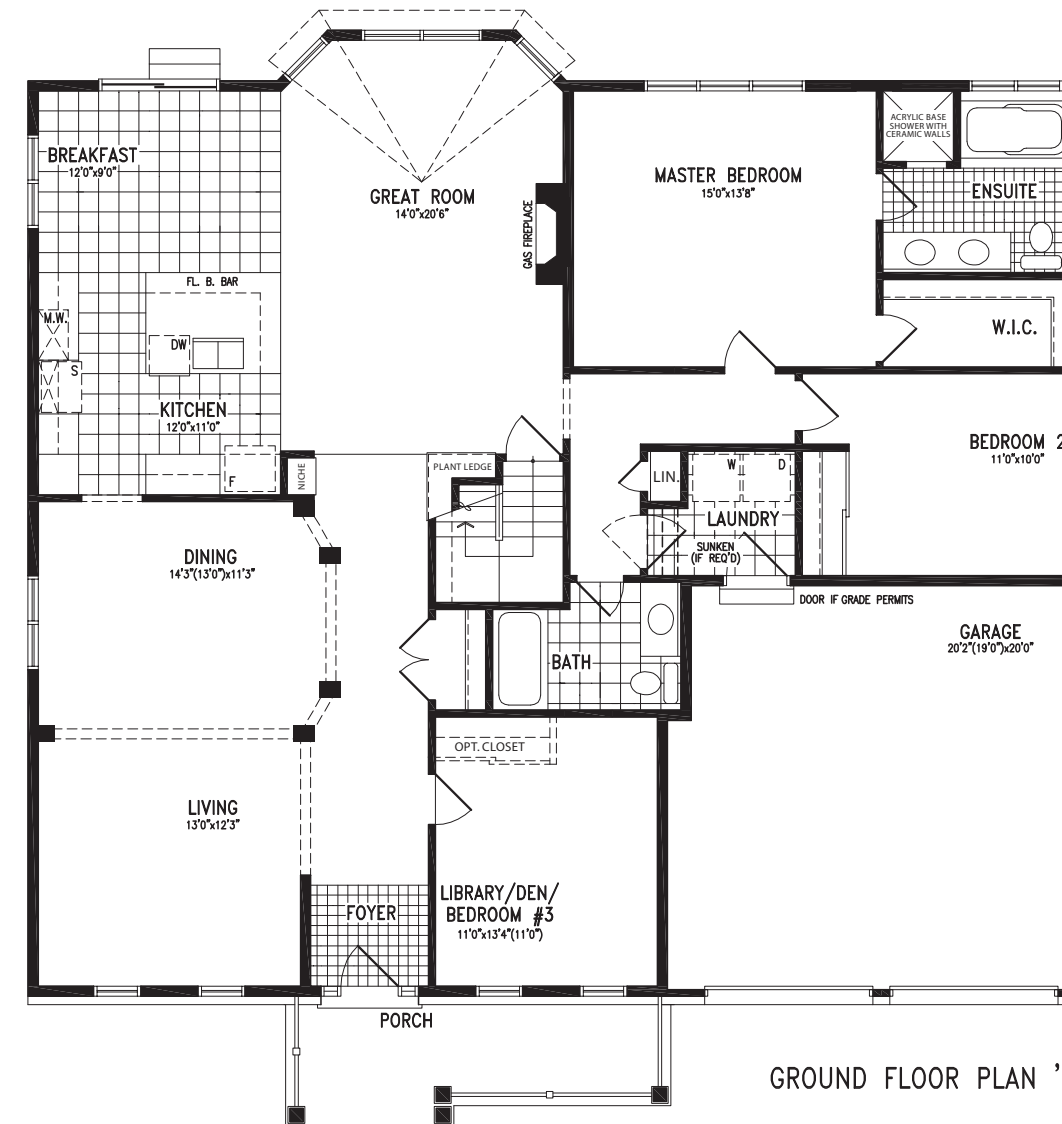 ACRYLIC BASE
SHOWER WITH
CERAMIC WALLS
BREAKFAST
12'0"x9'0"
GREAT ROOM
14'0"x20'6"
MASTER BEDROOM
15'0"x13'8"
ENSUITE
GAS FIREPLACE
FL. B. BAR
M.W.
DW
S
W.I.C.
KITCHEN
12'0"x11'0"
BEDROOM 2
11'0"x10'0"
F
NICHE
PLANT LEDGE
LIN.
W
D
LAUNDRY
SUNKEN
(IF REQ'D)
DINING
14'3"(13'0")x11'3"
DOOR IF GRADE PERMITS
GARAGE
20'2"(19'0")x20'0"
BATH
OPT. CLOSET
LIVING
13'0"x12'3"
LIBRARY/DEN/
BEDROOM #3
11'0"x13'4"(11'0")
FOYER
PORCH
GROUND FLOOR PLAN '